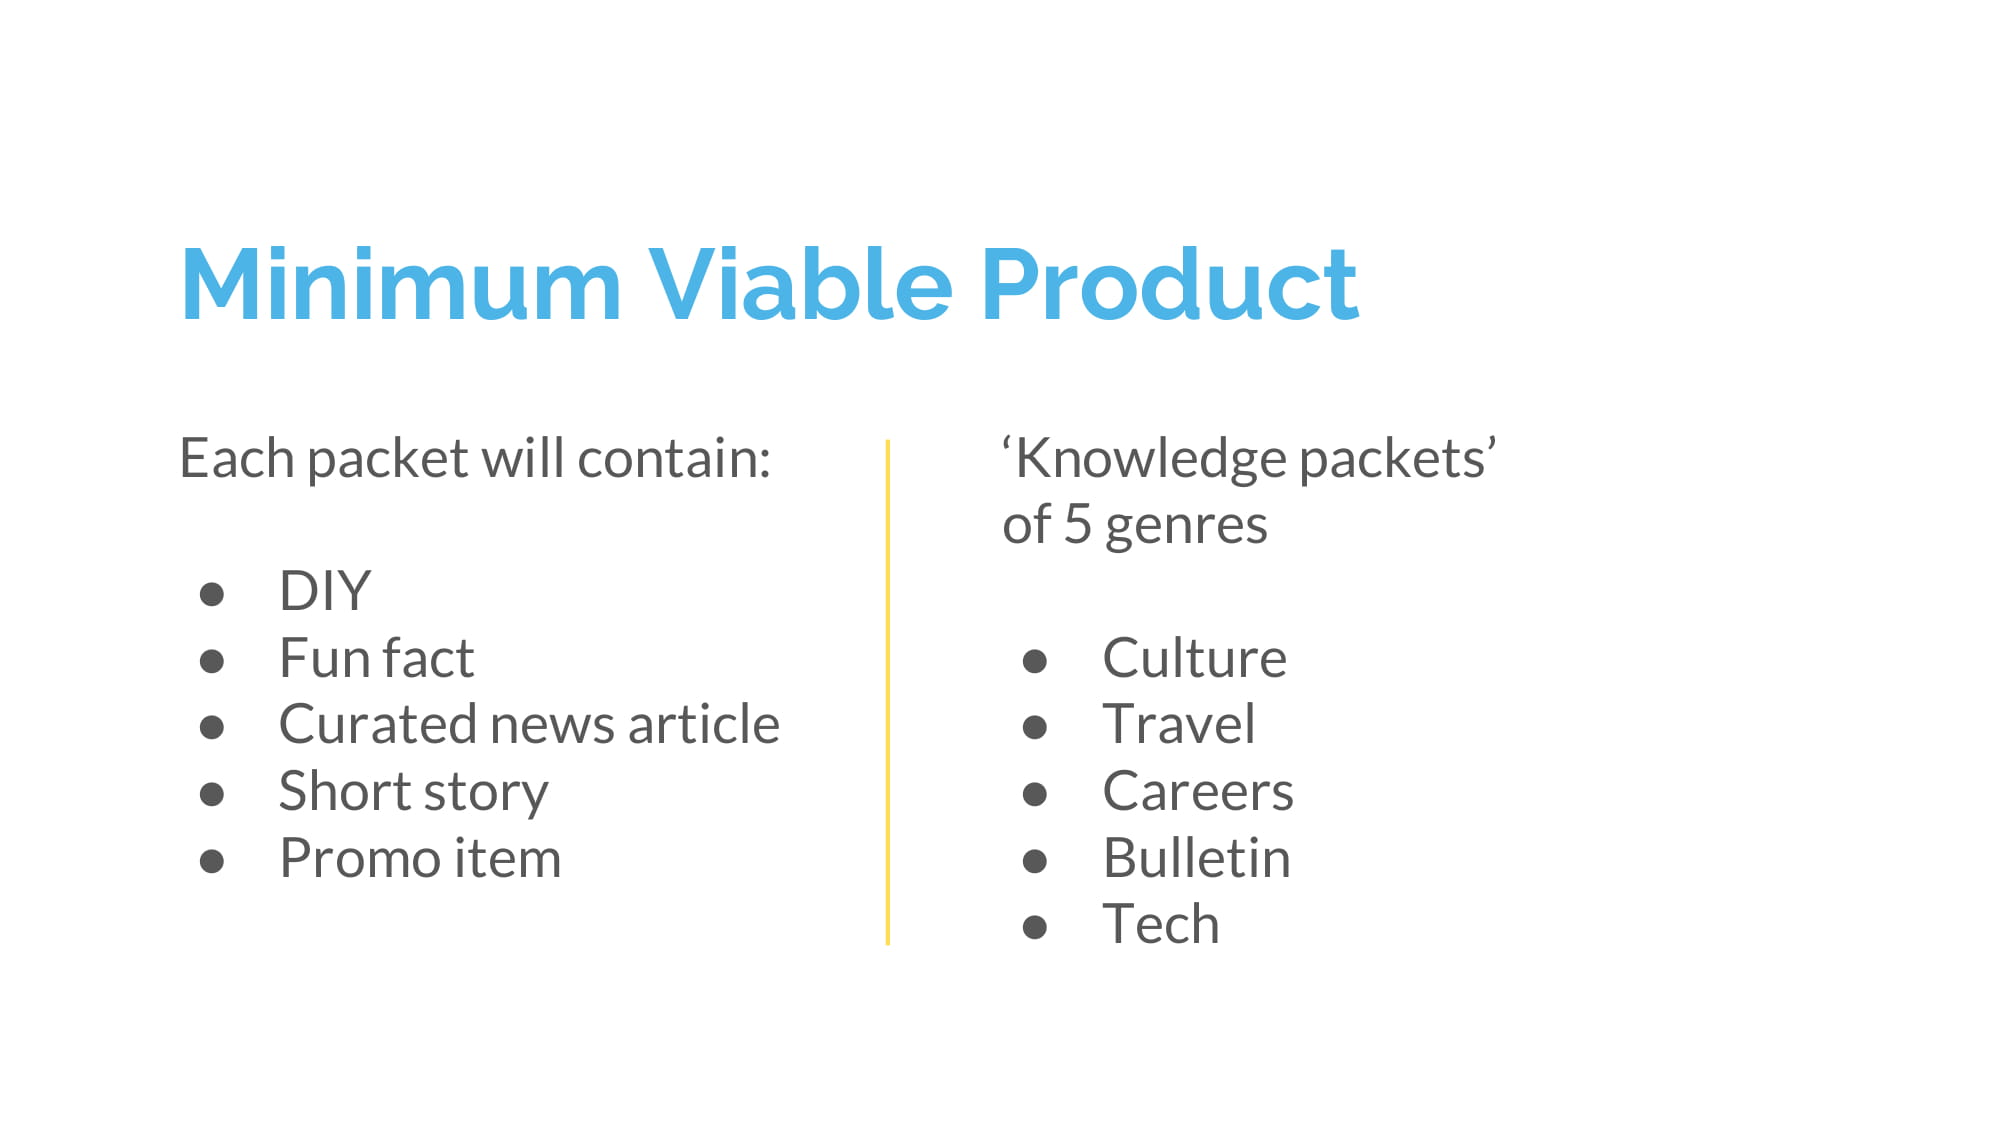 Minimum Viable Product
Each packet will contain:
● DIY
● Fun fact
● Curated news article
● Short story
● Promo item
‘Knowledge packets’
of 5 genres
● Culture
● Travel
● Careers
● Bulletin
● Tech